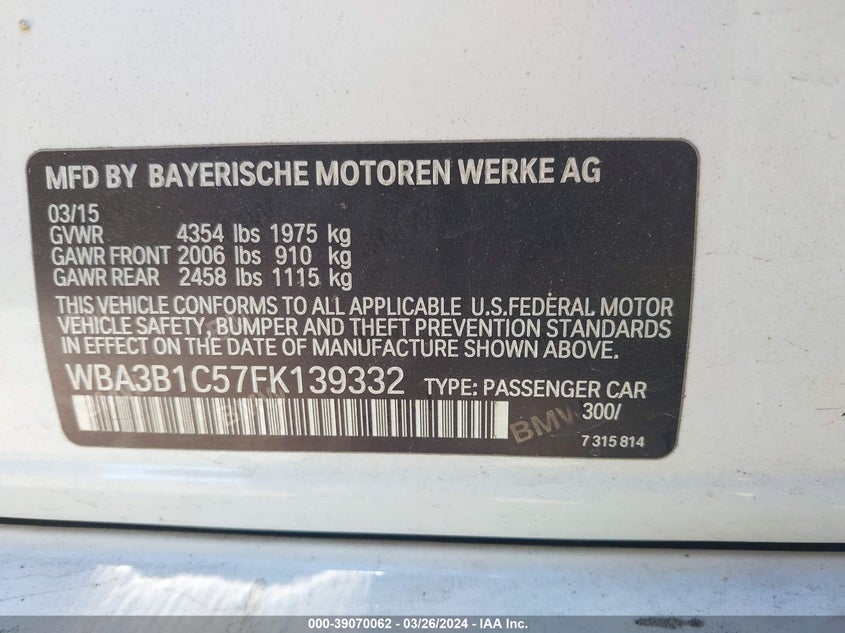 MFD BY BAYERISCHE MOTOREN WERKE AG
03/15
GVWR 4354 lbs 1975 kg
GAWR FRONT 2006 lbs 910 kg
GAWR REAR 2458 lbs 1115 kg
THIS VEHICLE CONFORMS TO ALL APPLICABLE U.S.FEDERAL MOTOR
VEHICLE SAFETY, BUMPER AND THEFT PREVENTION STANDARDS
IN EFFECT ON THE DATE OF MANUFACTURE SHOWN ABOVE.
WBA3B1C57FK139332 TYPE: PASSENGER CAR
300/
BMW
7 315 814
000-39070062 - 03/26/2024 - IAA Inc.